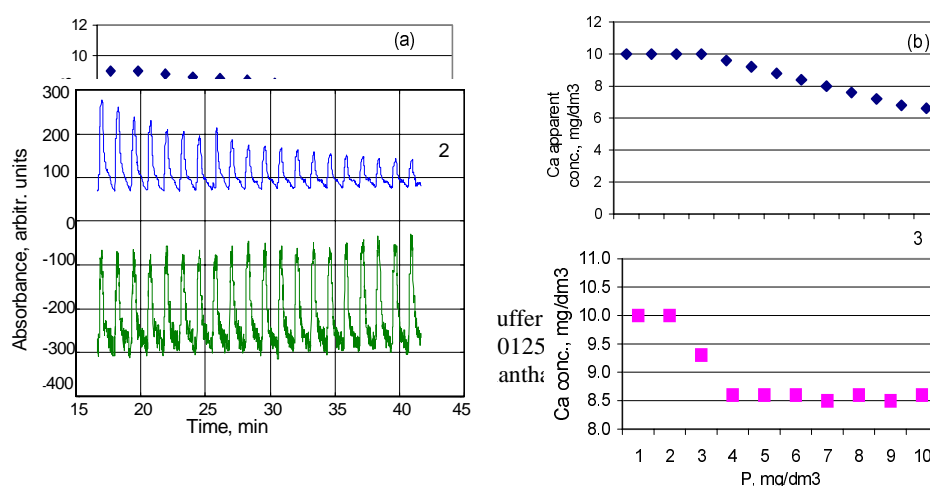 12
(a)
10
300
200
100
0
-100
-200
-300
-400
2
Absorbance, arbitr. units
15 20 25 30 35 40 45
Time, min
12
10
8
6
4
2
0
(b)
Ca apparent
conc., mg/dm3
3
uffer
0125
antha
11.0
10.5
10.0
9.5
9.0
8.5
8.0
Ca conc., mg/dm3
1 2 3 4 5 6 7 8 9 10
P, mg/dm3